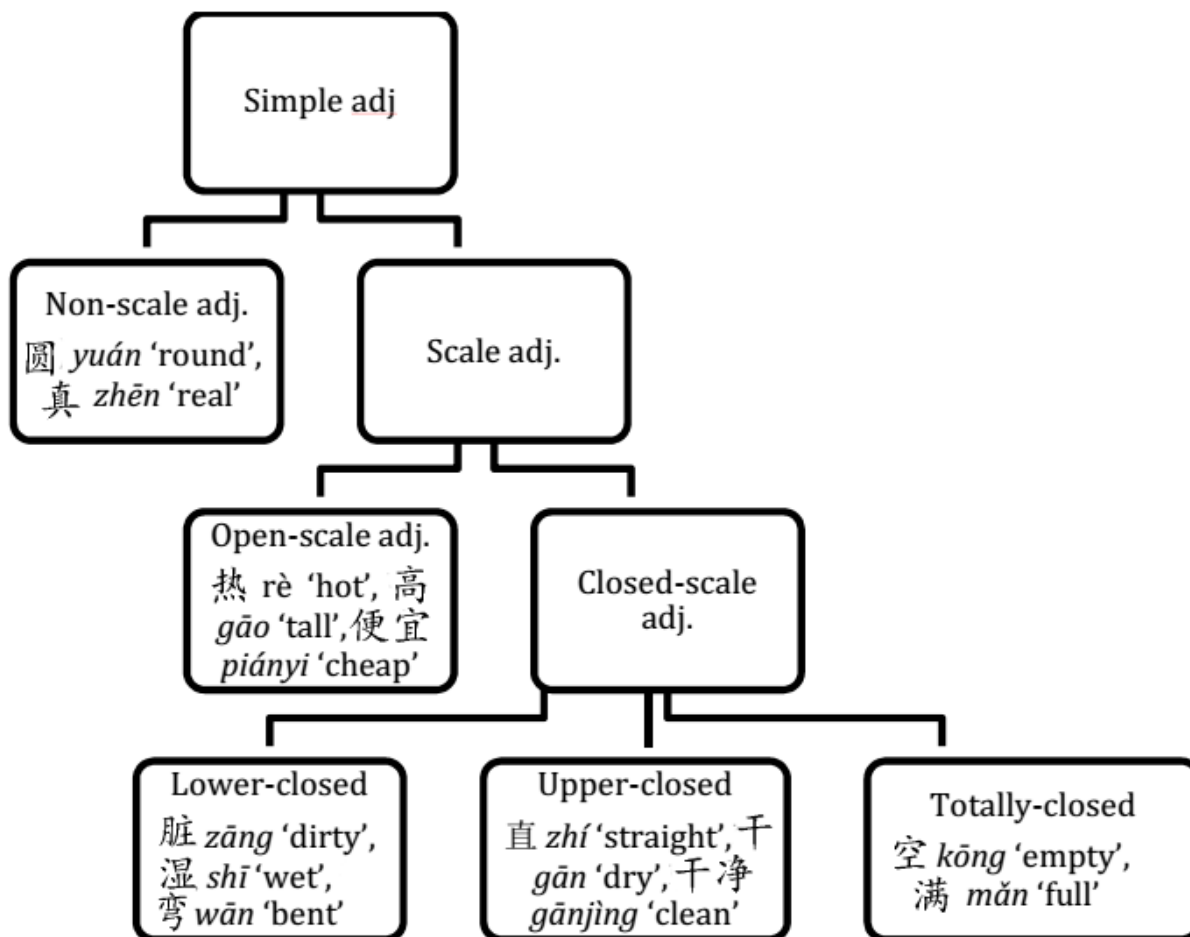 Simple adj
Non-scale adj.
圆 yuán ‘round’,
真 zhēn ‘real’
Scale adj.
Open-scale adj.
热 rè ‘hot’, 高
gāo ‘tall’,便宜
piányi ‘cheap’
Closed-scale
adj.
Lower-closed
脏 zāng ‘dirty’,
湿 shī ‘wet’,
弯 wān ‘bent’
Upper-closed
直 zhí ‘straight’,干
gān ‘dry’,干净
gānjìng ‘clean’
Totally-closed
空 kōng ‘empty’,
满 mǎn ‘full’